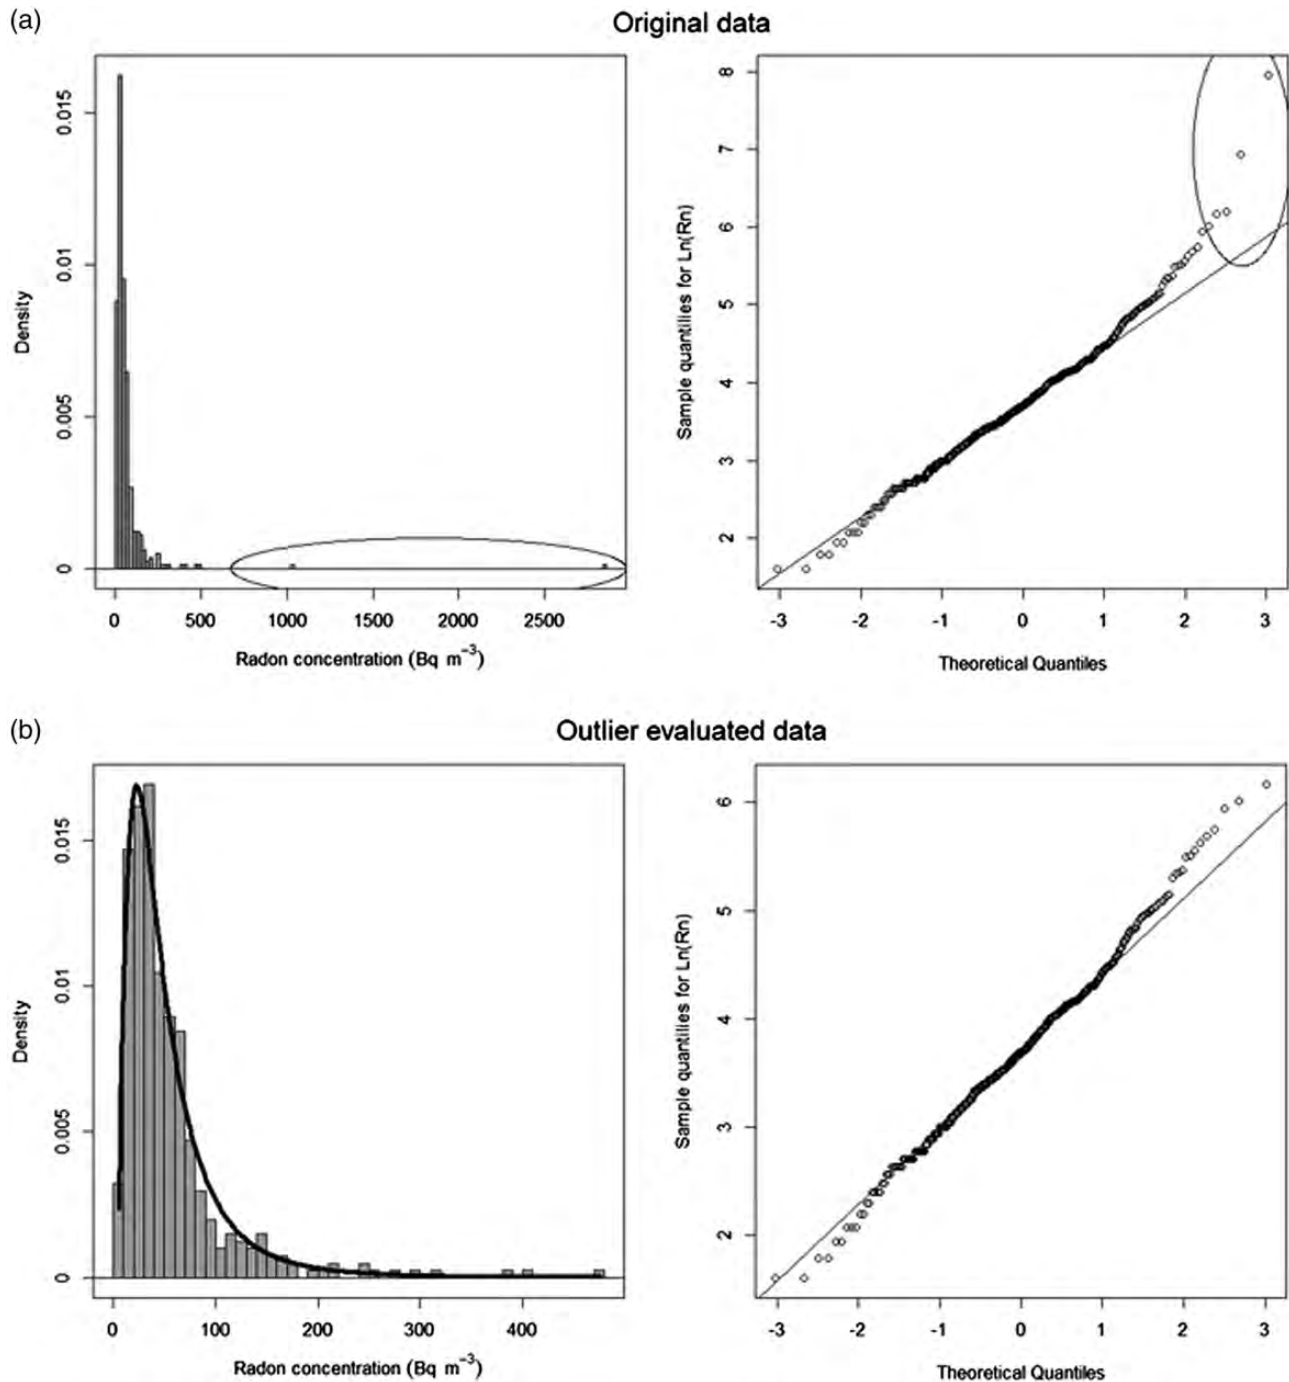 (a)
Original data
0.015
0.01
0.005
0
Density
0 500 1000 1500 2000 2500
Radon concentration (Bq m⁻³)
8
7
6
5
4
3
2
Sample quantilies for Ln(Rn)
-3 -2 -1 0 1 2 3
Theoretical Quantiles
(b)
Outlier evaluated data
0.015
0.01
0.005
0
Density
0 100 200 300 400
Radon concentration (Bq m⁻³)
6
5
4
3
2
Sample quantilies for Ln(Rn)
-3 -2 -1 0 1 2 3
Theoretical Quantiles